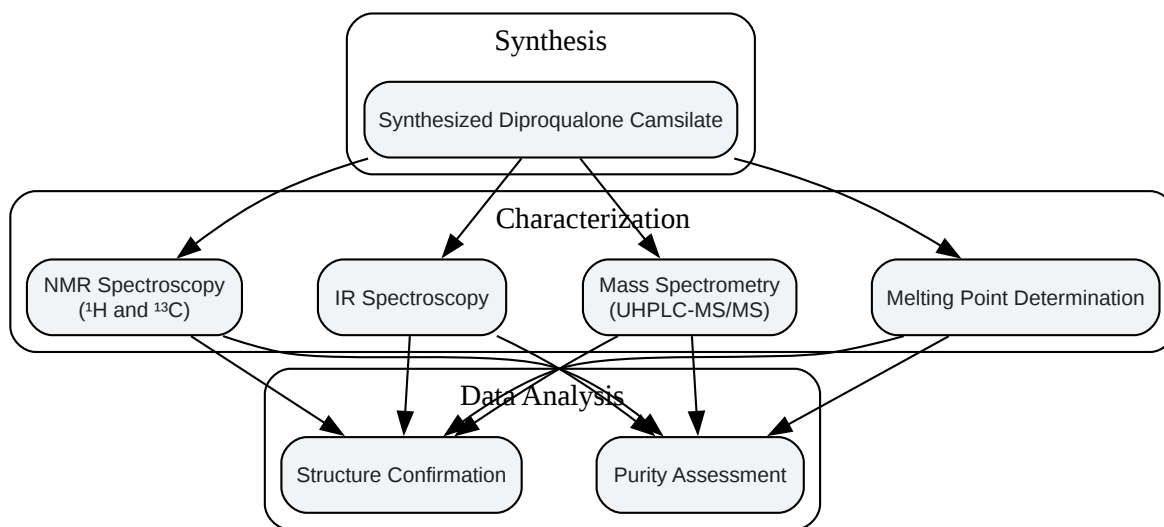 Synthesis
Synthesized Diproqualone Camsilate
Characterization
NMR Spectroscopy
(¹H and ¹³C)
IR Spectroscopy
Mass Spectrometry
(UHPLC-MS/MS)
Melting Point Determination
Data Analysis
Structure Confirmation
Purity Assessment